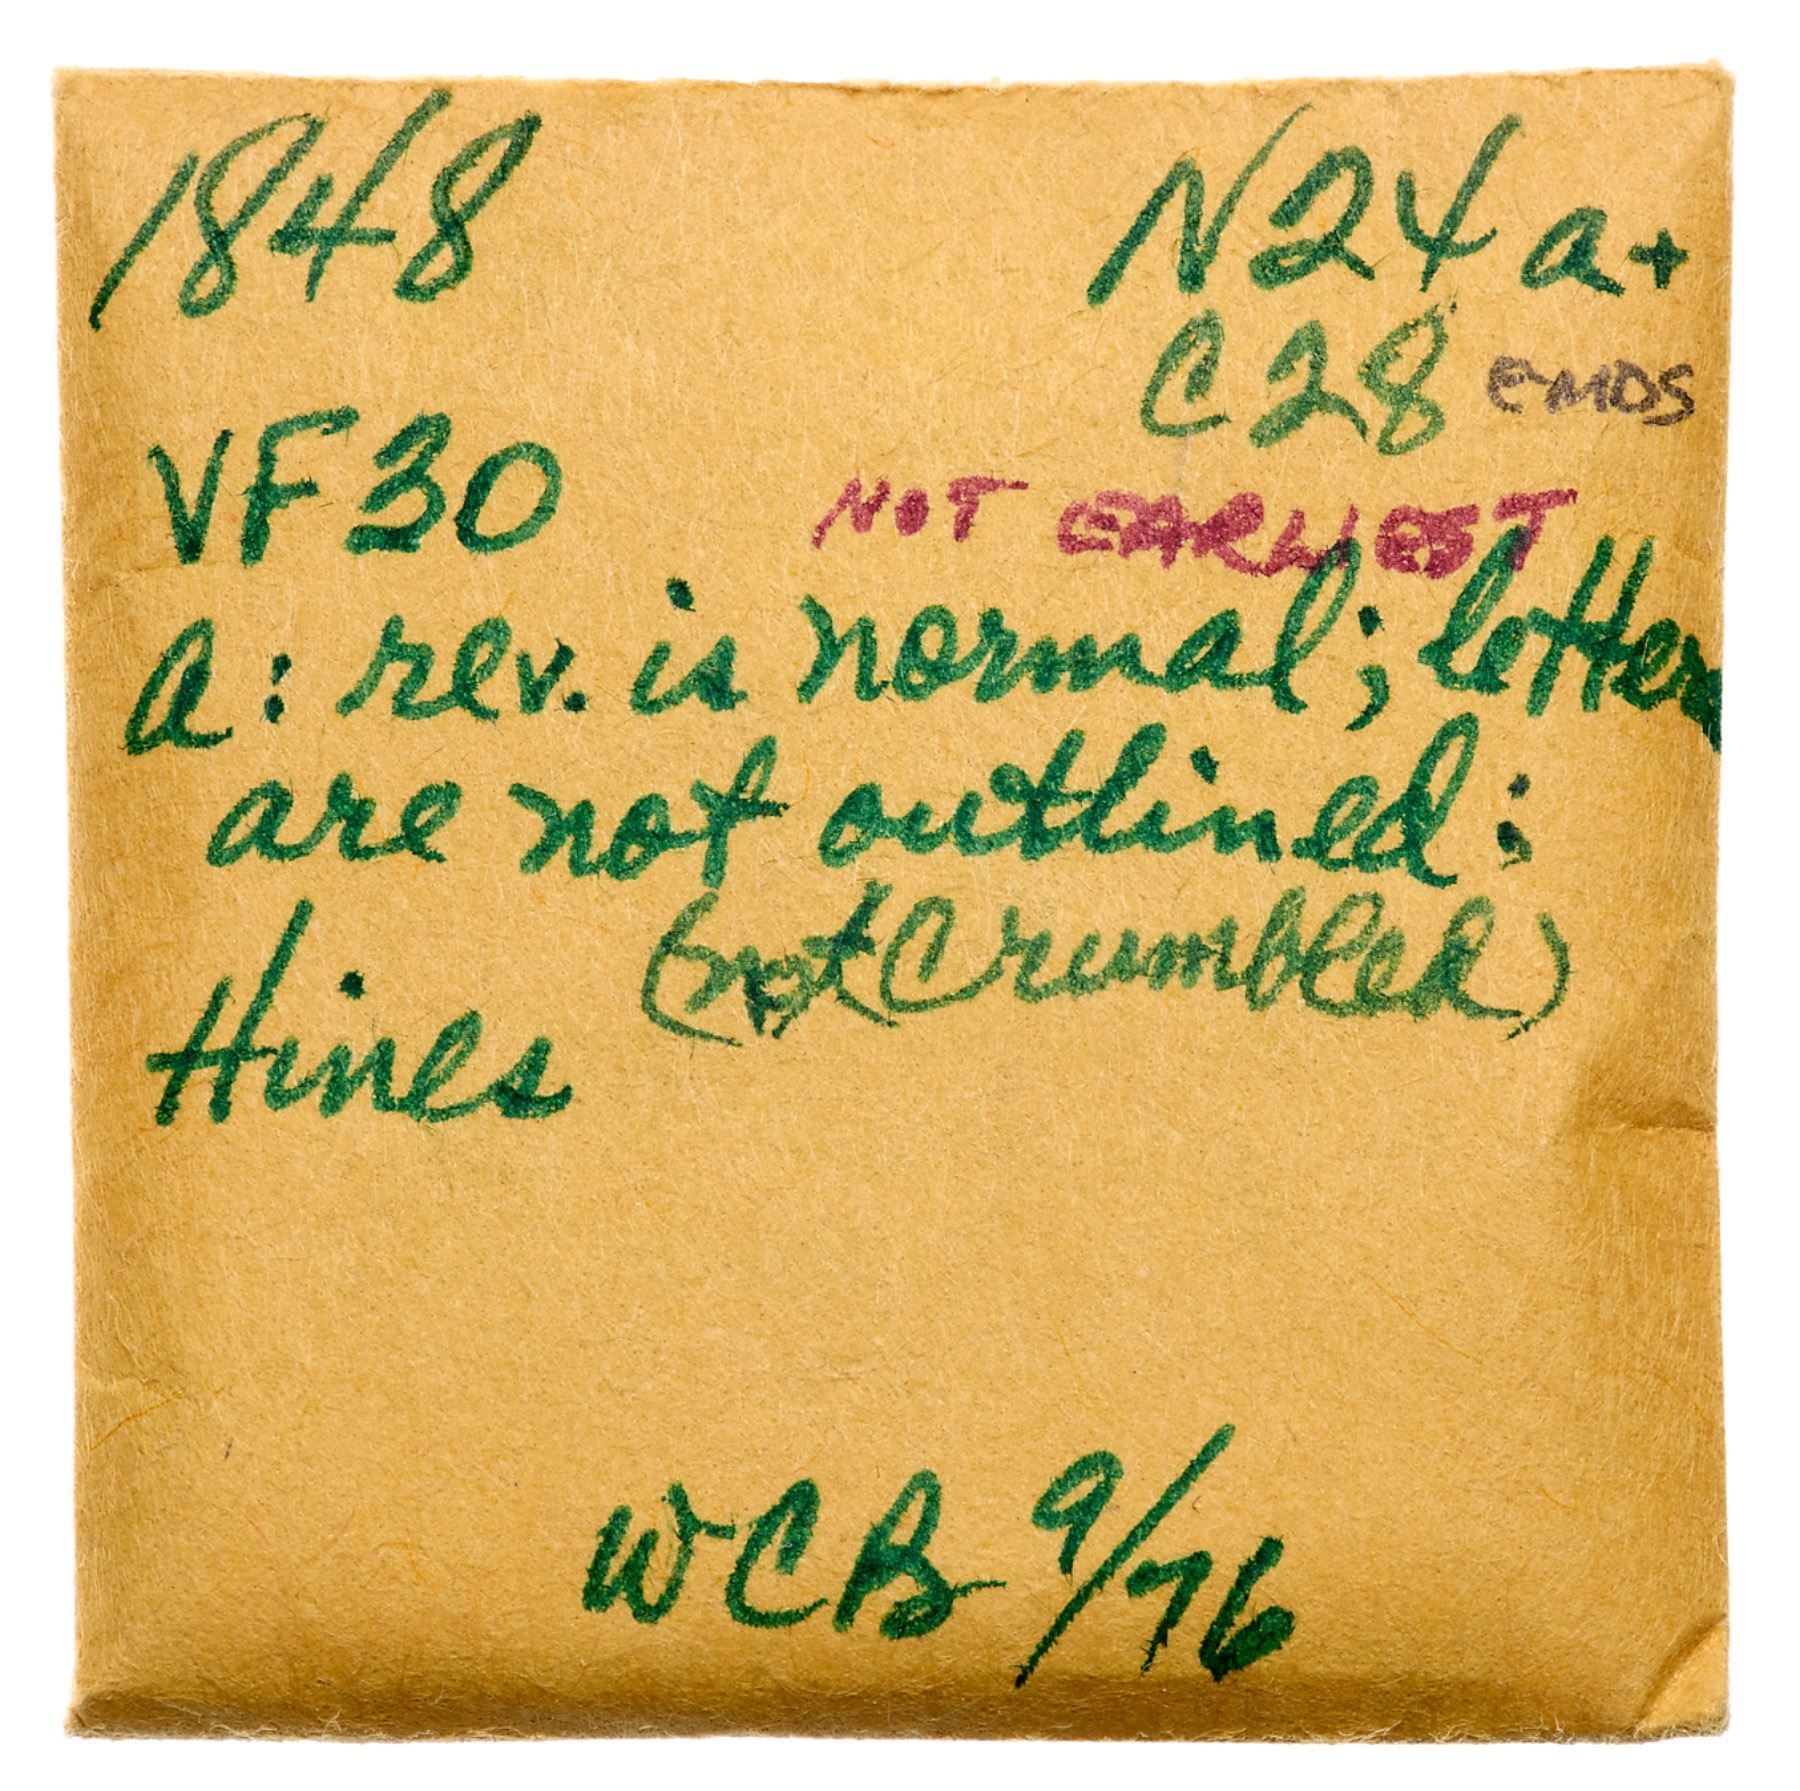 1848 N24 a+
C28 EMDS
VF30 NOT EARLIEST
a: rev. is normal; letters
are not outlined:
(not Crumbled)
Hines
WCB 9/76